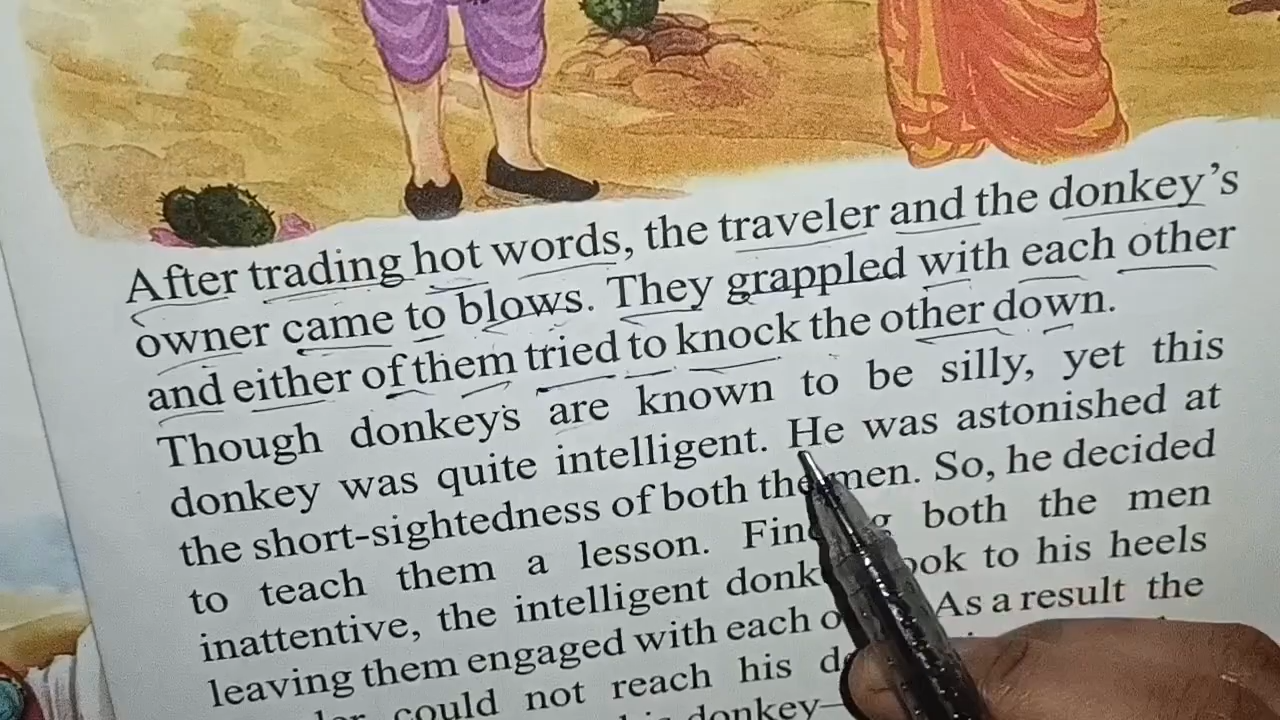 After trading hot words, the traveler and the donkey's
owner came to blows. They grappled with each other
and either of them tried to knock the other down.
Though donkeys are known to be silly, yet this
donkey was quite intelligent. He was astonished at
the short-sightedness of both the men. So, he decided
to teach them a lesson. both the men
inattentive, the intelligent to his heels
leaving them engaged with each As a result the
could not reach his
donkey—